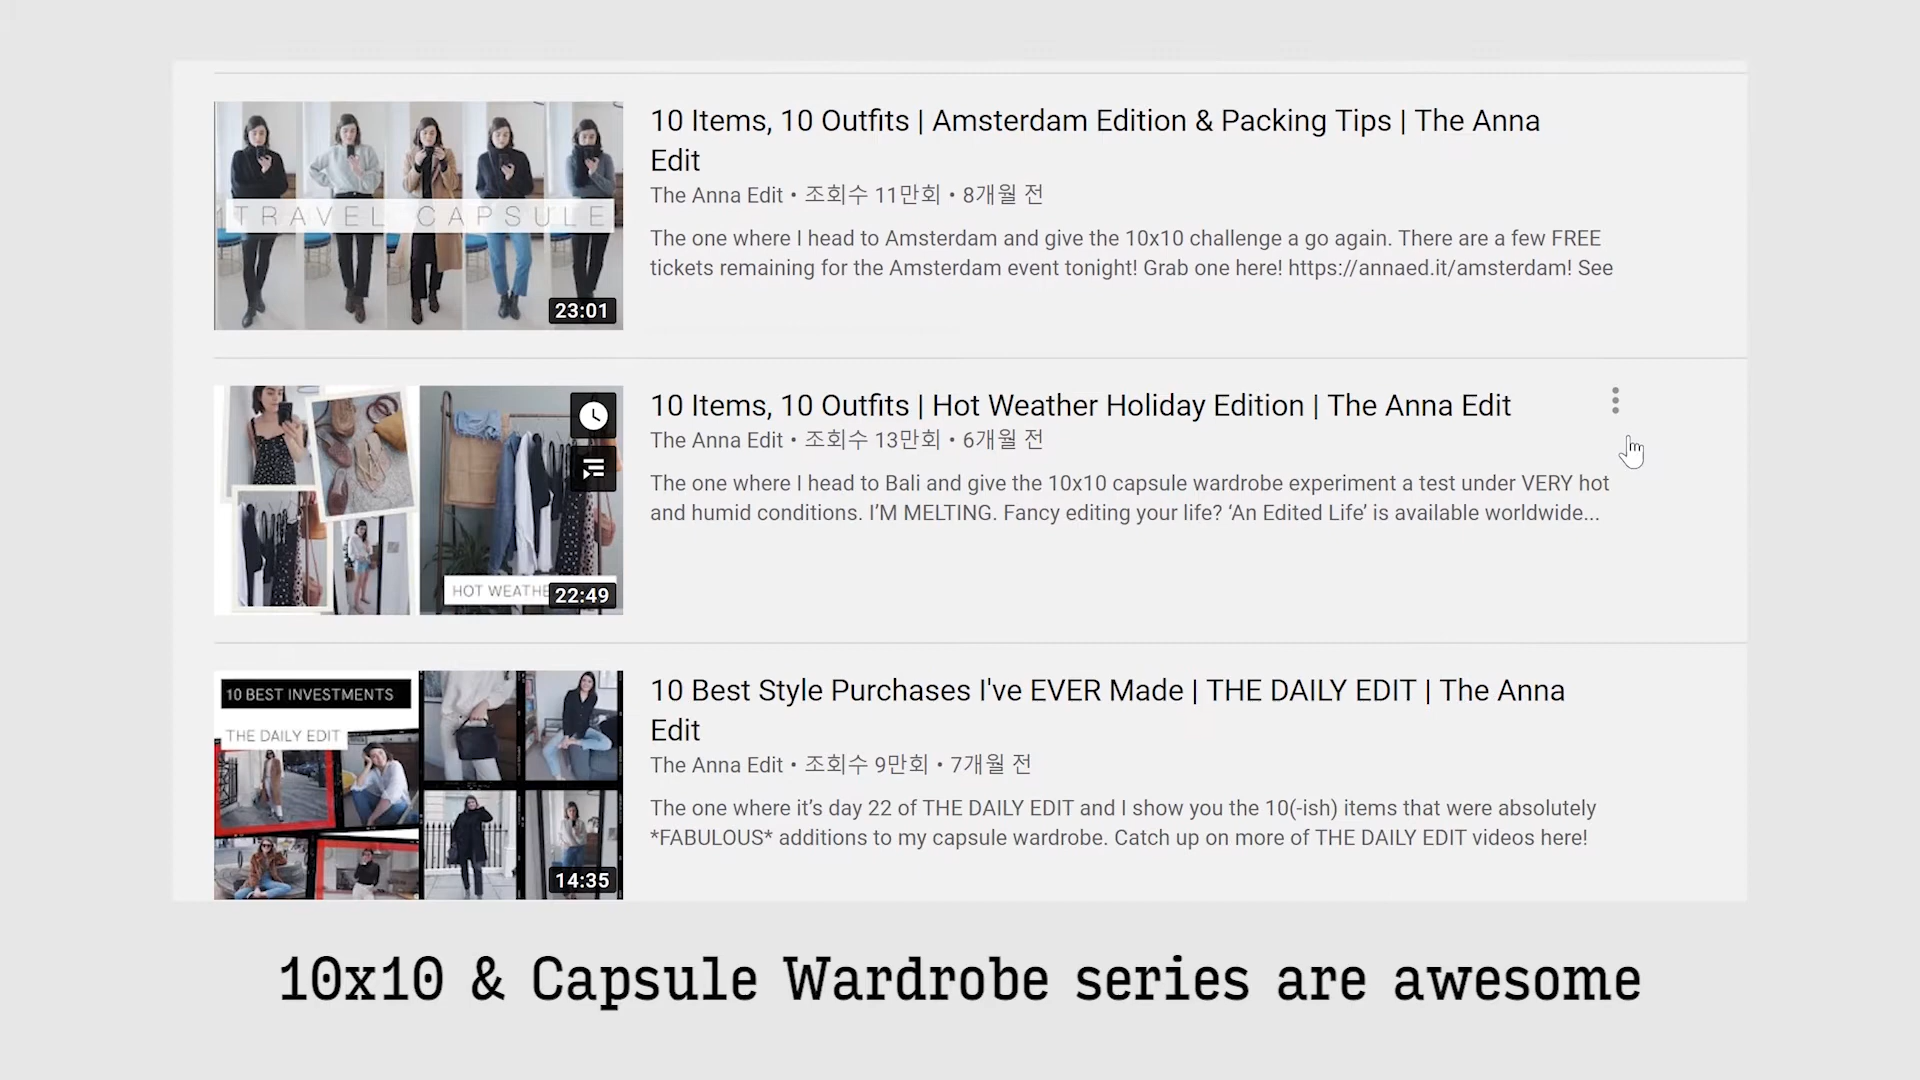 TRAVEL CAPSULE
23:01
10 Items, 10 Outfits | Amsterdam Edition & Packing Tips | The Anna
Edit
The Anna Edit • 조회수 11만회 • 8개월 전
The one where I head to Amsterdam and give the 10x10 challenge a go again. There are a few FREE
tickets remaining for the Amsterdam event tonight! Grab one here! https://annaed.it/amsterdam! See
HOT WEATHE
22:49
10 Items, 10 Outfits | Hot Weather Holiday Edition | The Anna Edit
The Anna Edit • 조회수 13만회 • 6개월 전
The one where I head to Bali and give the 10x10 capsule wardrobe experiment a test under VERY hot
and humid conditions. I’M MELTING. Fancy editing your life? ‘An Edited Life’ is available worldwide...
10 BEST INVESTMENTS
THE DAILY EDIT
14:35
10 Best Style Purchases I've EVER Made | THE DAILY EDIT | The Anna
Edit
The Anna Edit • 조회수 9만회 • 7개월 전
The one where it’s day 22 of THE DAILY EDIT and I show you the 10(-ish) items that were absolutely
*FABULOUS* additions to my capsule wardrobe. Catch up on more of THE DAILY EDIT videos here!
10x10 & Capsule Wardrobe series are awesome